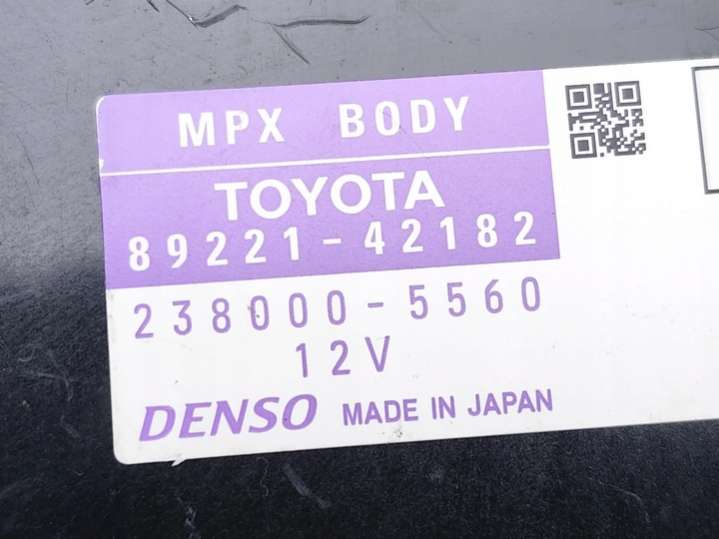 MPX BODY
TOYOTA
89221-42182
238000-5560
12V
DENSO MADE IN JAPAN